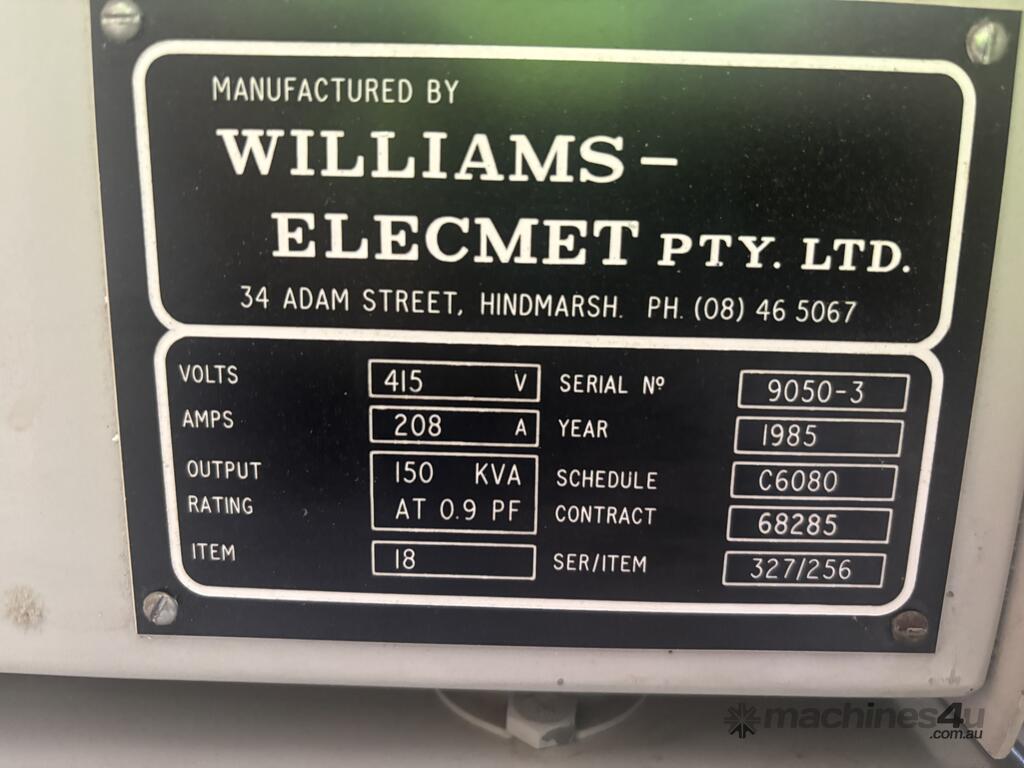 MANUFACTURED BY
WILLIAMS-
ELECMET PTY. LTD.
34 ADAM STREET, HINDMARSH. PH. (08) 46 5067
VOLTS 415 V SERIAL Nº 9050-3
AMPS 208 A YEAR 1985
OUTPUT 150 KVA SCHEDULE C6080
RATING AT 0.9 PF CONTRACT 68285
ITEM 18 SER/ITEM 327/256
machines4u
.com.au